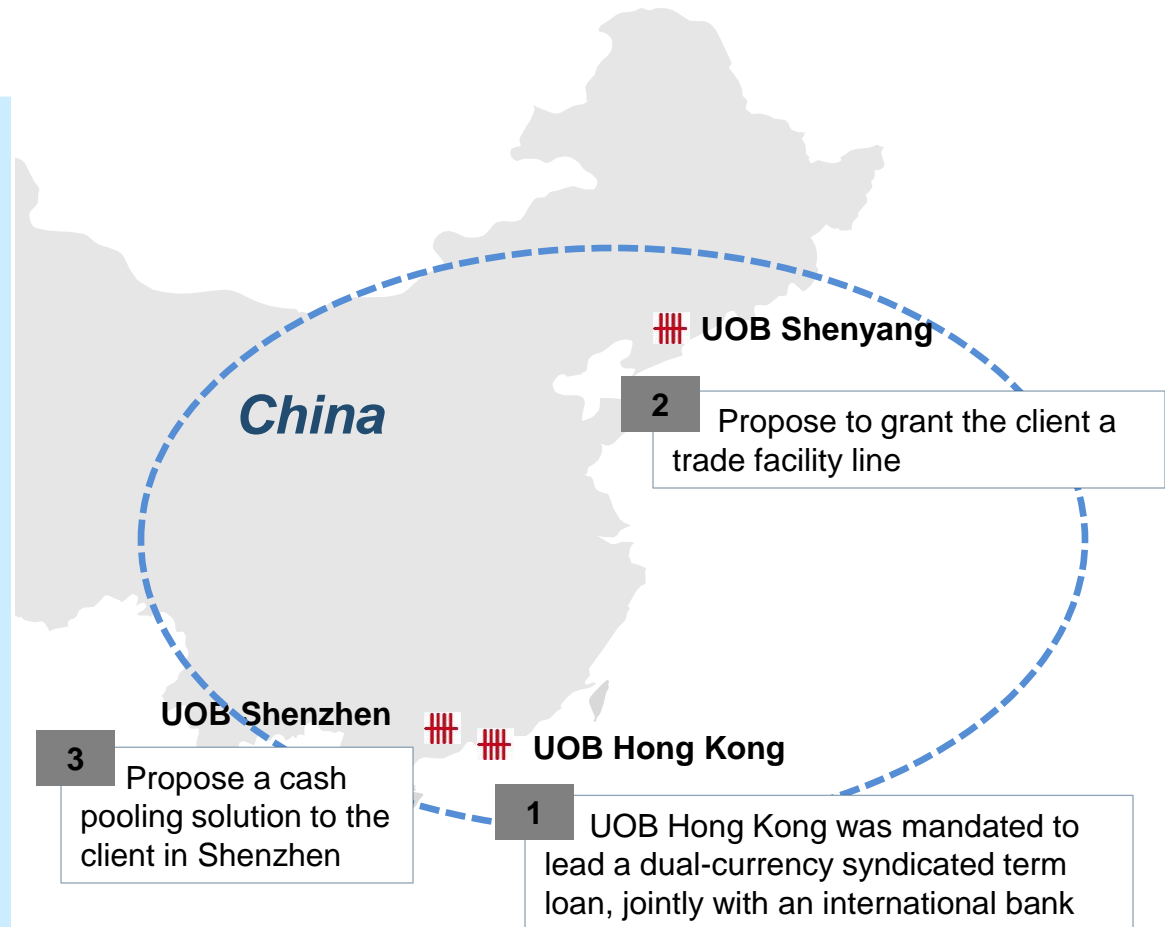 UOB Shenyang
China
2
Propose to grant the client a
trade facility line
UOB Shenzhen
UOB Hong Kong
3
Propose a cash
pooling solution to the
client in Shenzhen
1
UOB Hong Kong was mandated to
lead a dual-currency syndicated term
loan, jointly with an international bank